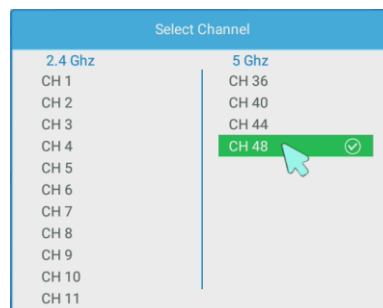 Select Channel
2.4 Ghz
CH 1
CH 2
CH 3
CH 4
CH 5
CH 6
CH 7
CH 8
CH 9
CH 10
CH 11
5 Ghz
CH 36
CH 40
CH 44
CH 48